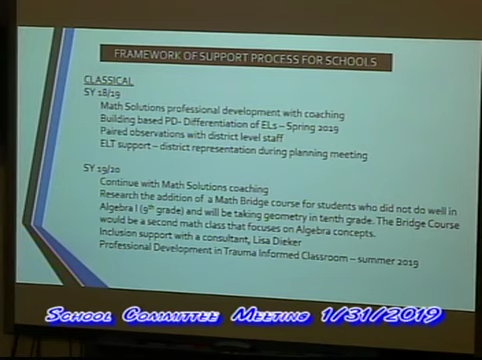 FRAMEWORK OF SUPPORT PROCESS FOR SCHOOLS
CLASSICAL
SY 18/19
Math Solutions professional development with coaching
Building based PD- Differentiation of ELs – Spring 2019
Paired observations with district level staff
ELT support – district representation during planning meeting
SY 19/20
Continue with Math Solutions coaching
Research the addition of a Math Bridge course for students who did not do well in
Algebra I (9th grade) and will be taking geometry in tenth grade. The Bridge Course
would be a second math class that focuses on Algebra concepts.
Inclusion support with a consultant, Lisa Dieker
Professional Development in Trauma Informed Classroom – summer 2019
School Committee Meeting 1/31/2019